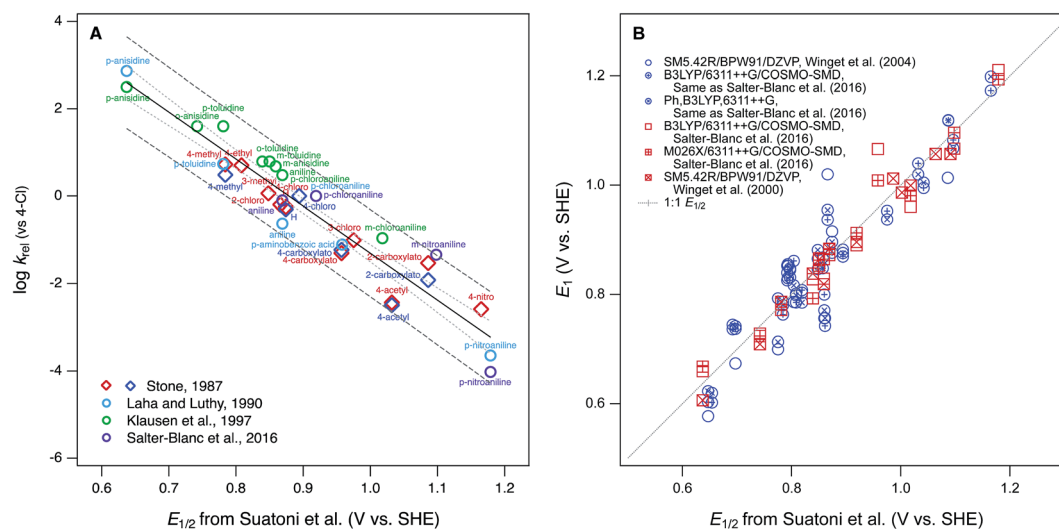 A
4
2
0
-2
-4
-6
log krel (vs 4-Cl)
p-anisidine
p-anisidine
p-toluidine
o-anisidine
o-toluidine
m-toluidine
m-anisidine
aniline
4-methyl
4-ethyl
p-toluidine
4-methyl
3-methyl
4-chloro
p-chloroaniline
p-chloroaniline
2-chloro
4-chloro
aniline
H
aniline
3-chloro
m-chloroaniline
p-aminobenzoic acid
4-carboxylato
4-carboxylato
2-carboxylato
m-nitroaniline
2-carboxylato
4-acetyl
4-acetyl
4-nitro
p-nitroaniline
p-nitroaniline
Stone, 1987
Laha and Luthy, 1990
Klausen et al., 1997
Salter-Blanc et al., 2016
0.6 0.7 0.8 0.9 1.0 1.1 1.2
E1/2 from Suatoni et al. (V vs. SHE)
B
1.2
1.0
0.8
0.6
E1 (V vs. SHE)
SM5.42R/BPW91/DZVP, Winget et al. (2004)
B3LYP/6311++G/COSMO-SMD,
Same as Salter-Blanc et al. (2016)
Ph,B3LYP,6311++G,
Same as Salter-Blanc et al. (2016)
B3LYP/6311++G/COSMO-SMD,
Salter-Blanc et al. (2016)
M026X/6311++G/COSMO-SMD,
Salter-Blanc et al. (2016)
SM5.42R/BPW91/DZVP,
Winget et al. (2000)
1:1 E1/2
0.6 0.8 1.0 1.2
E1/2 from Suatoni et al. (V vs. SHE)